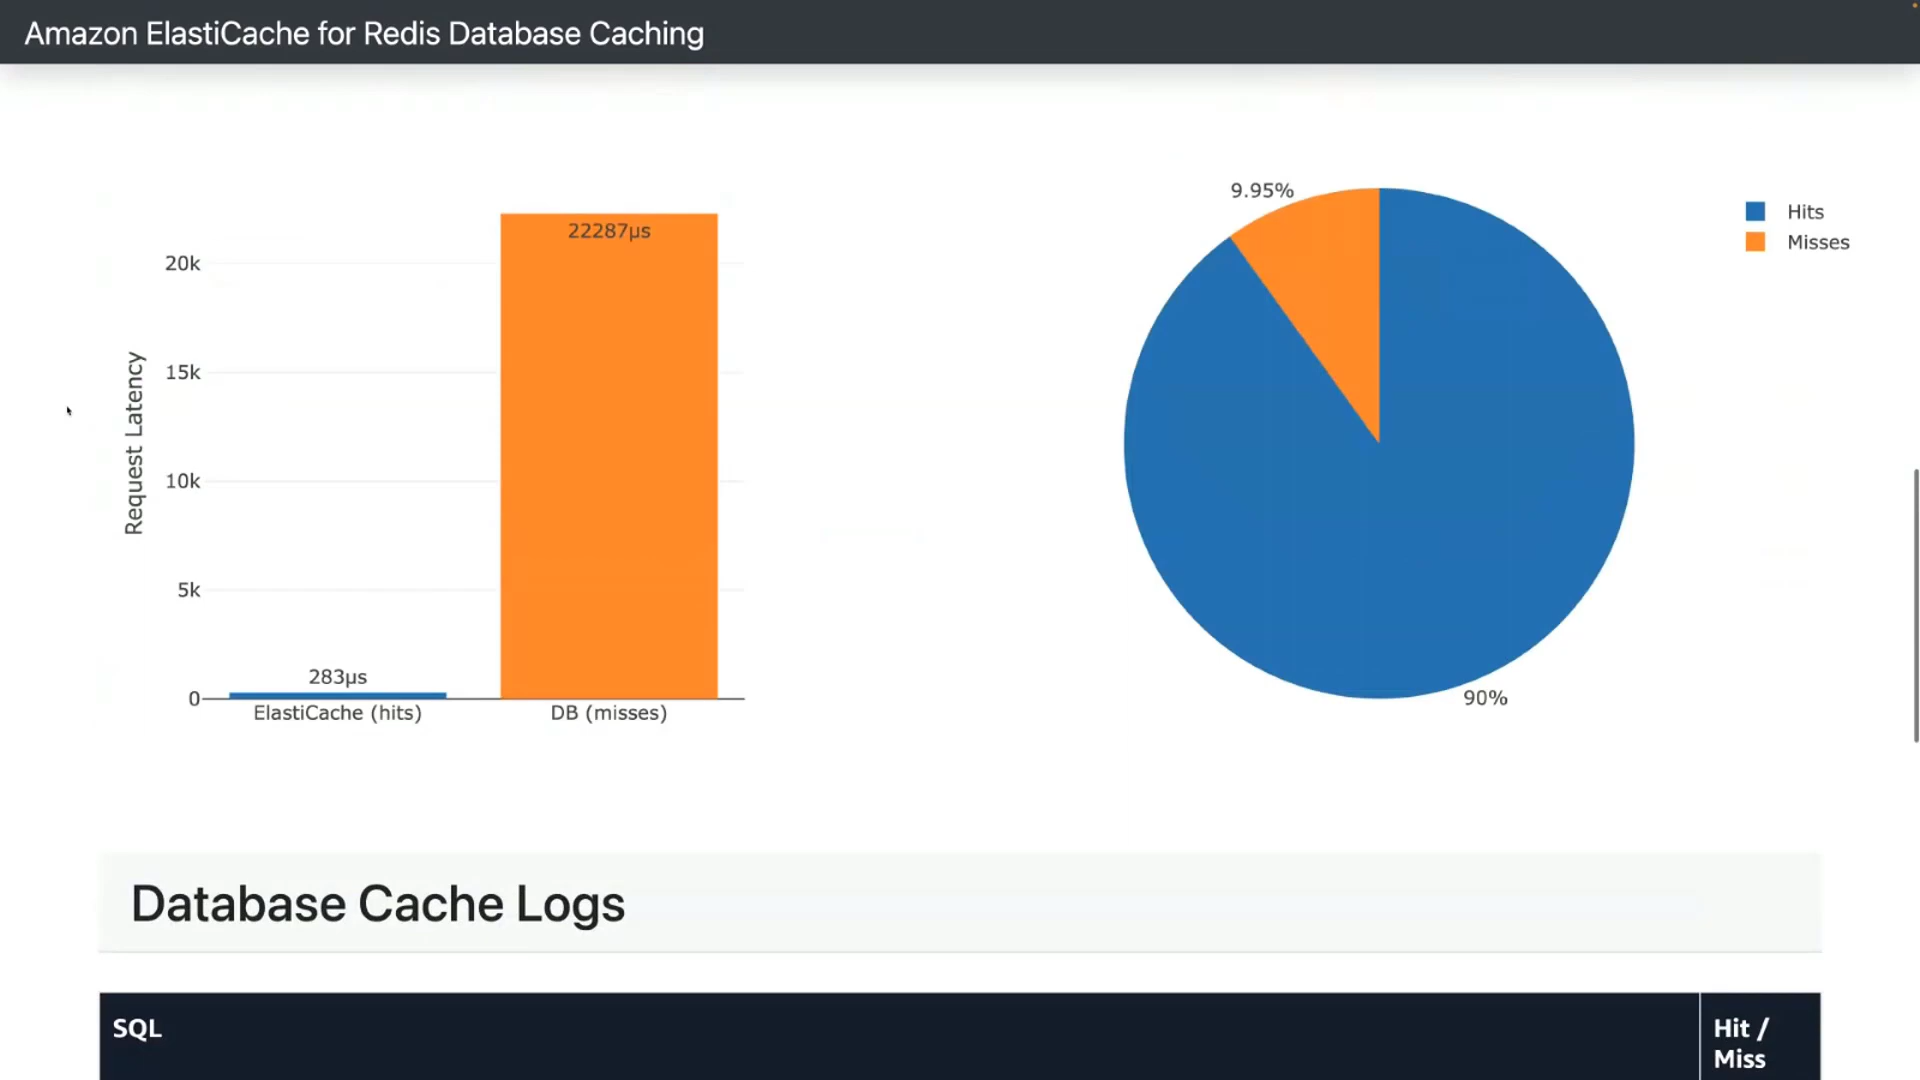 Amazon ElastiCache for Redis Database Caching
Request Latency
20k
15k
10k
5k
0
22287µs
283µs
ElastiCache (hits)
DB (misses)
9.95%
90%
Hits
Misses
Database Cache Logs
SQL
Hit /
Miss